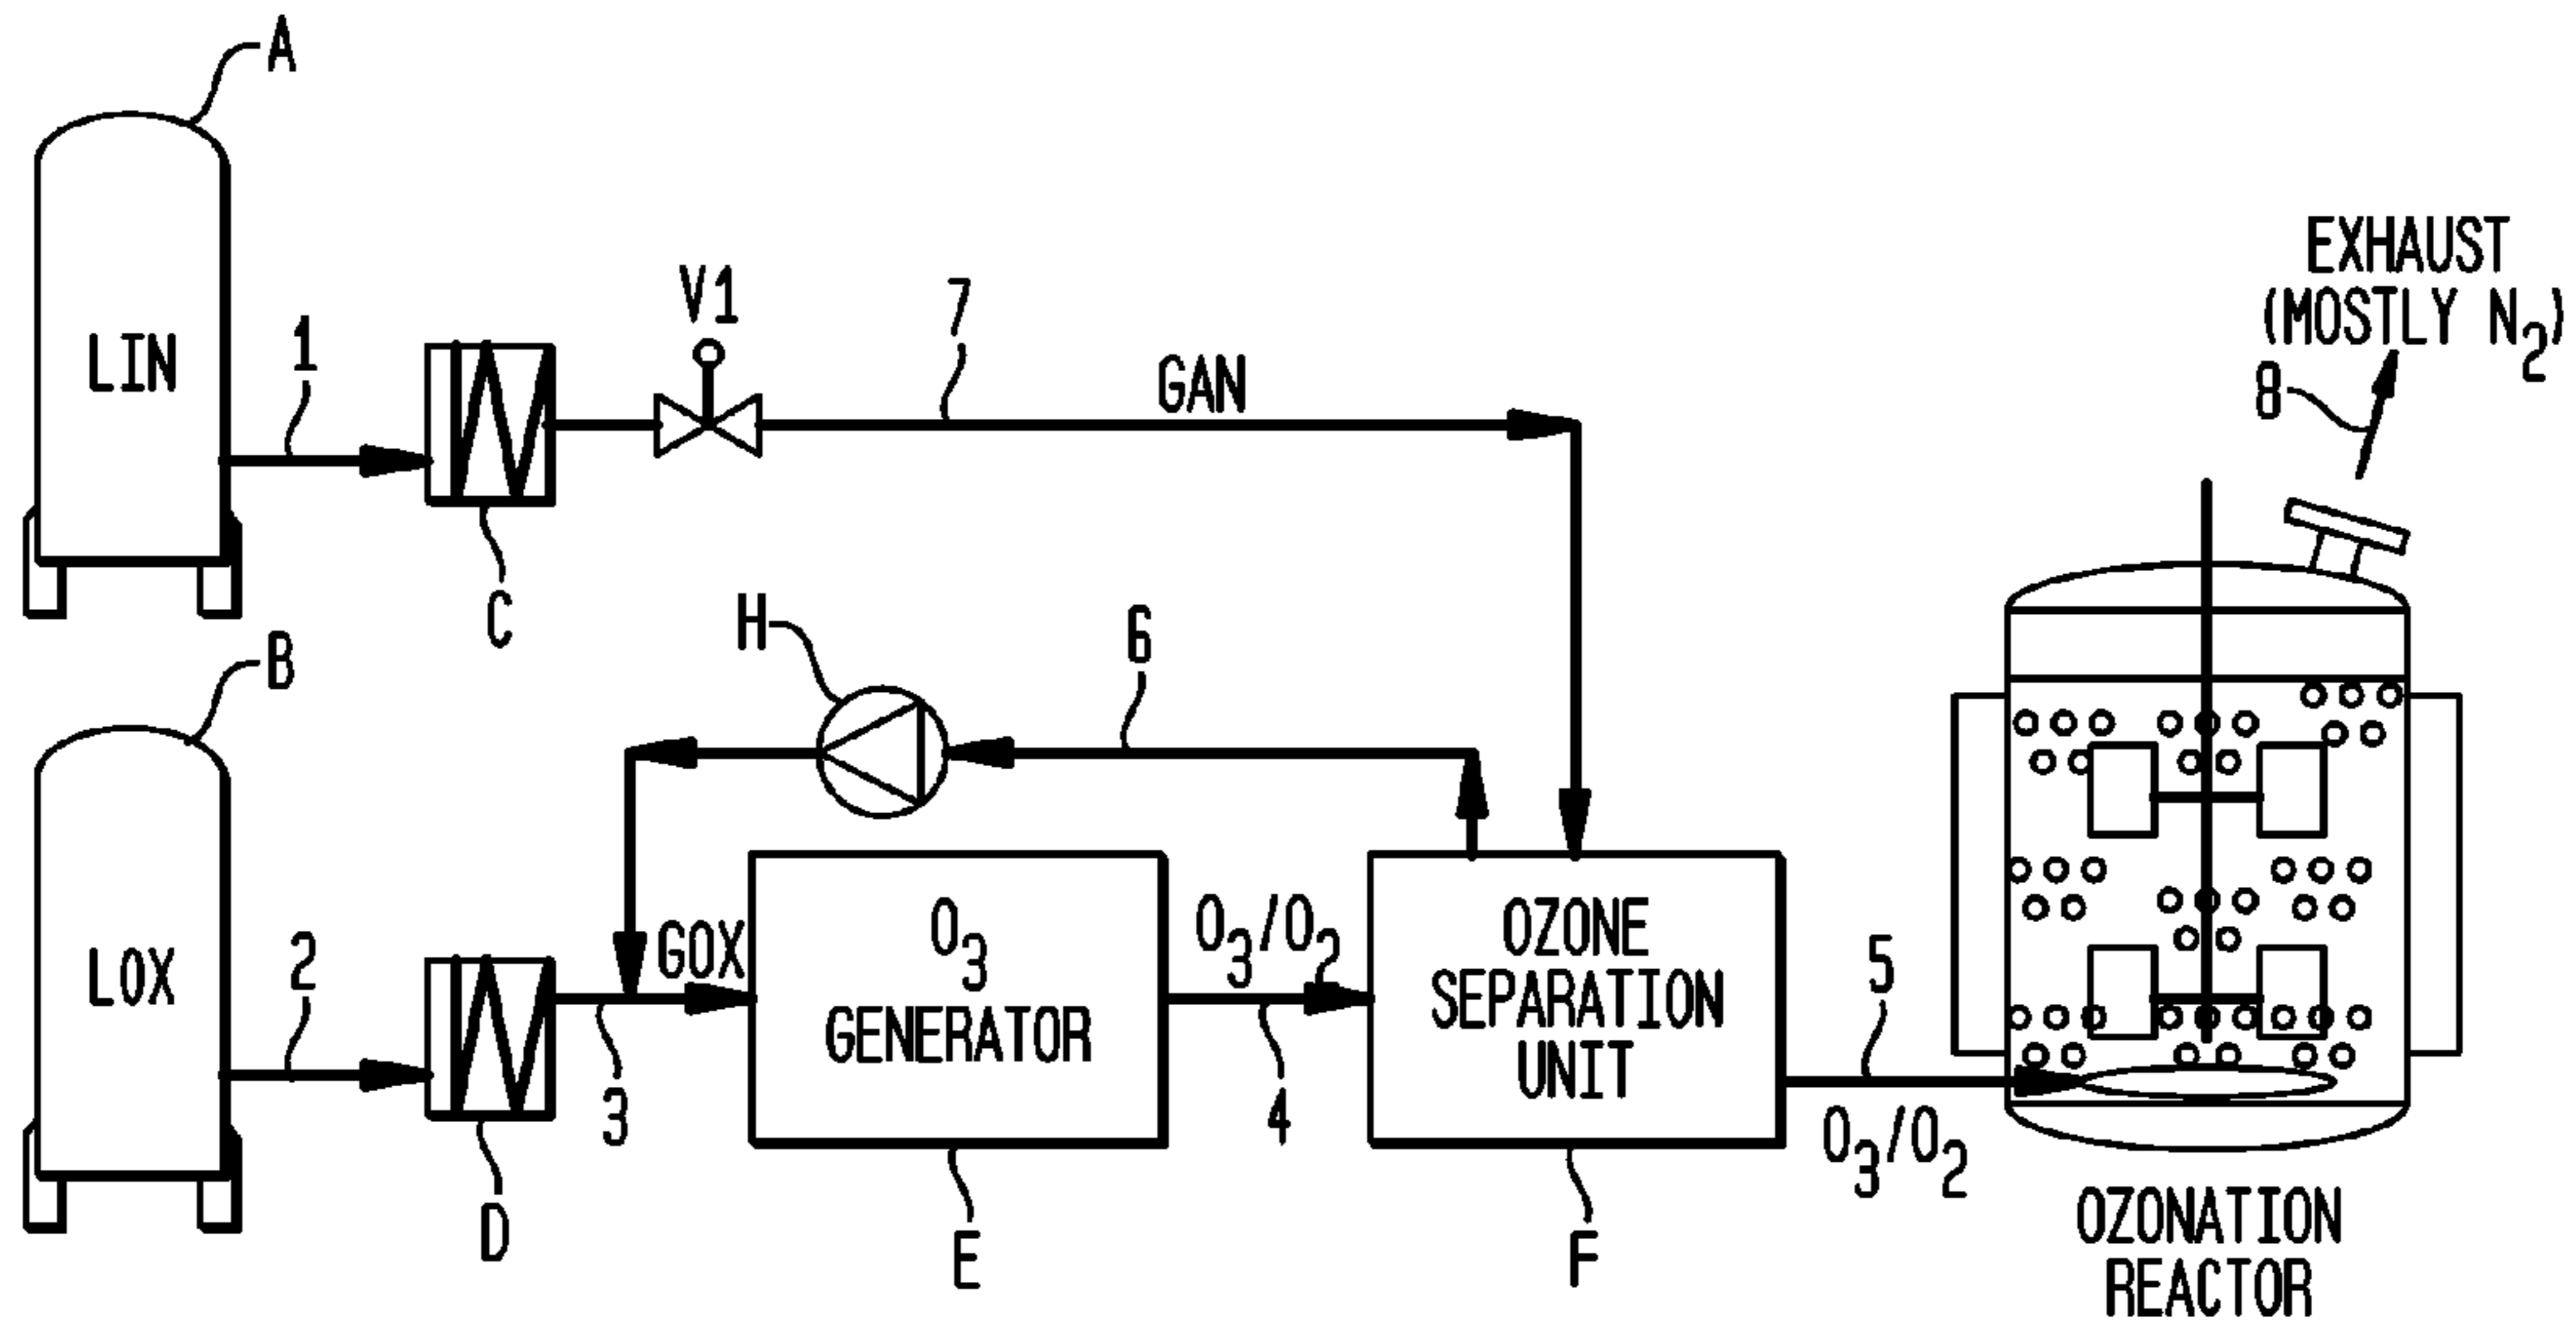 A
LIN
1
C
V1
7
GAN
EXHAUST
(MOSTLY N2)
8
B
LOX
2
D
H
6
GOX
3
O3
GENERATOR
E
O3/O2
4
OZONE
SEPARATION
UNIT
F
5
O3/O2
OZONATION
REACTOR